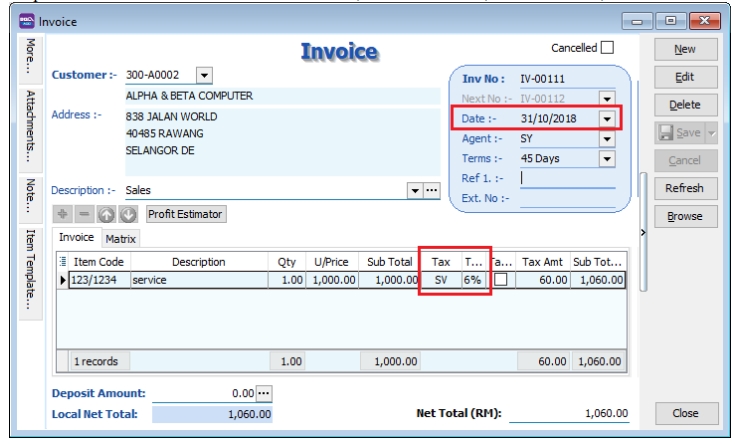 Invoice
More...
Attachments...
Note...
Item Template...
Invoice
Cancelled
Customer :- 300-A0002
ALPHA & BETA COMPUTER
Address :- 838 JALAN WORLD
40485 RAWANG
SELANGOR DE
Inv No : IV-00111
Next No :- IV-00112
Date :- 31/10/2018
Agent :- SY
Terms :- 45 Days
Ref 1. :-
Ext. No :-
Description :- Sales
Profit Estimator
Invoice Matrix
Item Code Description Qty U/Price Sub Total Tax T... Ta... Tax Amt Sub Tot...
123/1234 service 1.00 1,000.00 1,000.00 SV 6% 60.00 1,060.00
1 records 1.00 1,000.00 60.00 1,060.00
Deposit Amount: 0.00
Local Net Total: 1,060.00 Net Total (RM): 1,060.00
New
Edit
Delete
Save
Cancel
Refresh
Browse
Close